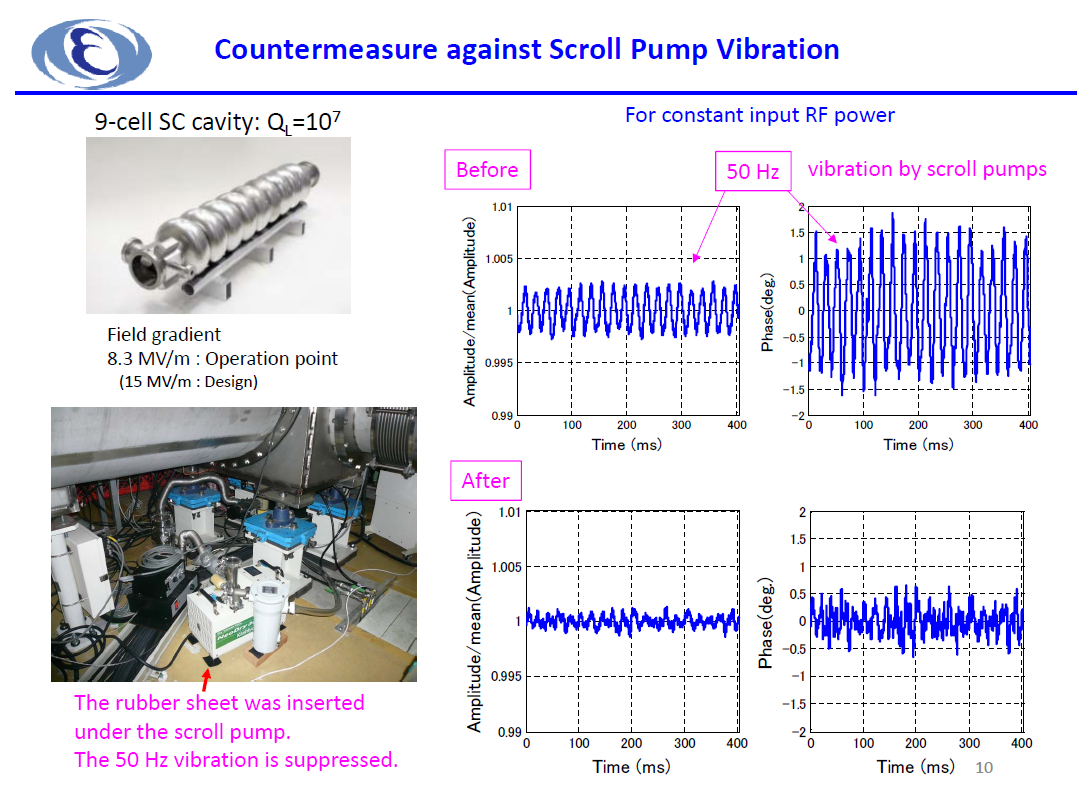 Countermeasure against Scroll Pump Vibration
9-cell SC cavity: QL=10⁷
For constant input RF power
Before
50 Hz
vibration by scroll pumps
Field gradient
8.3 MV/m : Operation point
(15 MV/m : Design)
Amplitude/mean(Amplitude)
1.01
1.005
1
0.995
0.99
0 100 200 300 400
Time (ms)
Phase(deg.)
2
1.5
1
0.5
0
−0.5
−1
−1.5
−2
0 100 200 300 400
Time (ms)
After
Amplitude/mean(Amplitude)
1.01
1.005
1
0.995
0.99
0 100 200 300 400
Time (ms)
Phase(deg.)
2
1.5
1
0.5
0
−0.5
−1
−1.5
−2
0 100 200 300 400
Time (ms)
The rubber sheet was inserted
under the scroll pump.
The 50 Hz vibration is suppressed.
10